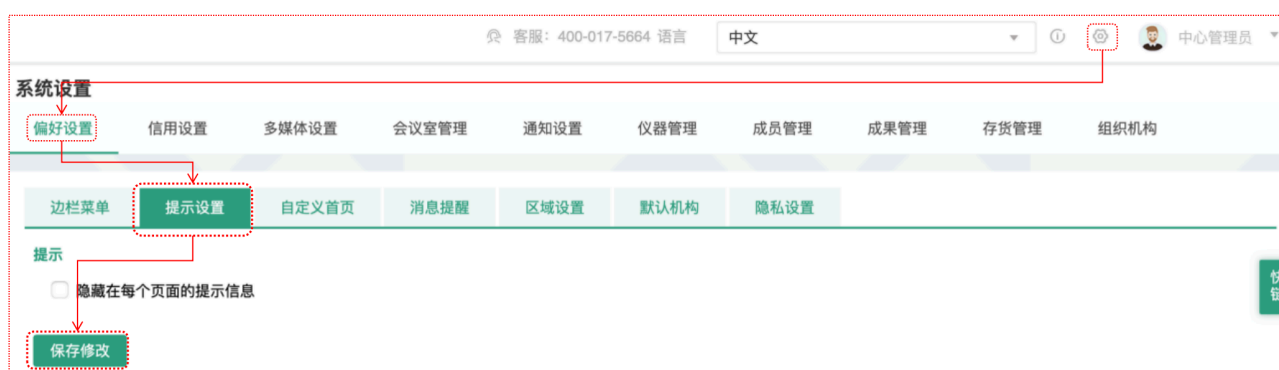 客服：400-017-5664 语言 中文 中心管理员
系统设置
偏好设置 信用设置 多媒体设置 会议室管理 通知设置 仪器管理 成员管理 成果管理 存货管理 组织机构
边栏菜单 提示设置 自定义首页 消息提醒 区域设置 默认机构 隐私设置
提示
隐藏在每个页面的提示信息
保存修改